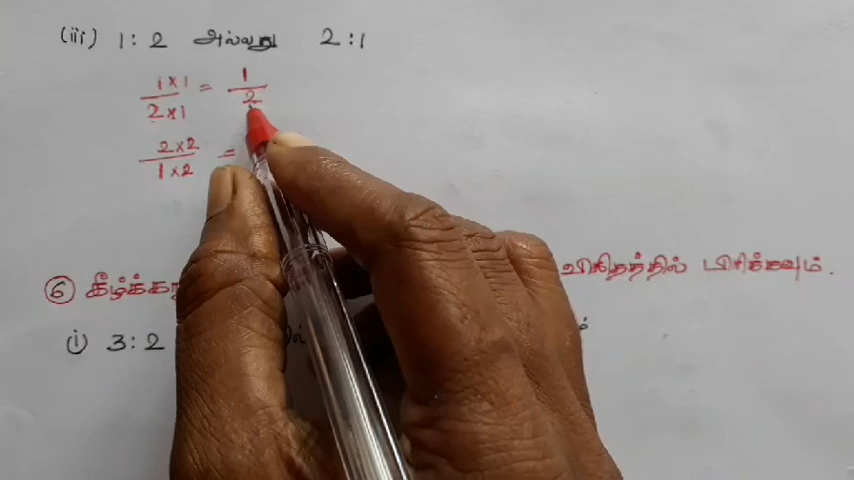 (iii) 1:2 அல்லது 2:1
1×1/2×1 = 1/2
2×2/1×2 =
⑥ விகிதத்தில் பிரிக்கவும்.
(i) 3:2